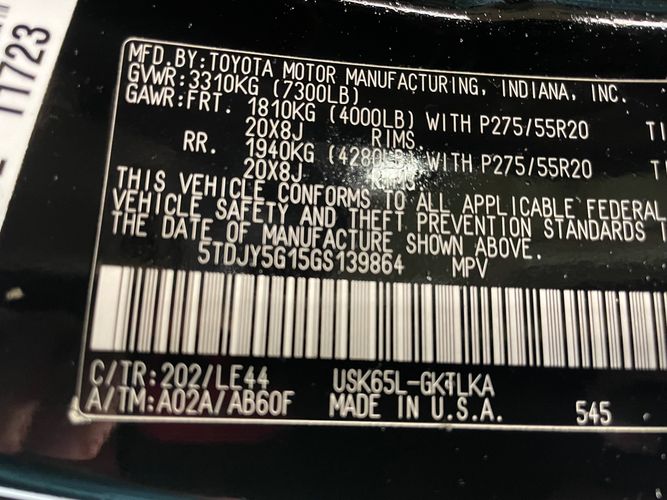 11723
MFD. BY: TOYOTA MOTOR MANUFACTURING, INDIANA, INC.
GVWR: 3310KG (7300LB)
GAWR: FRT. 1810KG (4000LB) WITH P275/55R20
20X8J RIMS.
RR. 1940KG (4280LB) WITH P275/55R20
20X8J RIMS.
THIS VEHICLE CONFORMS TO ALL APPLICABLE FEDERAL
VEHICLE SAFETY AND THEFT PREVENTION STANDARDS
THE DATE OF MANUFACTURE SHOWN ABOVE.
5TDJY5G15GS139864 MPV
C/TR: 202/LE44 USK65L-GKTLKA
A/TM: A02A/AB60F MADE IN U.S.A. 545